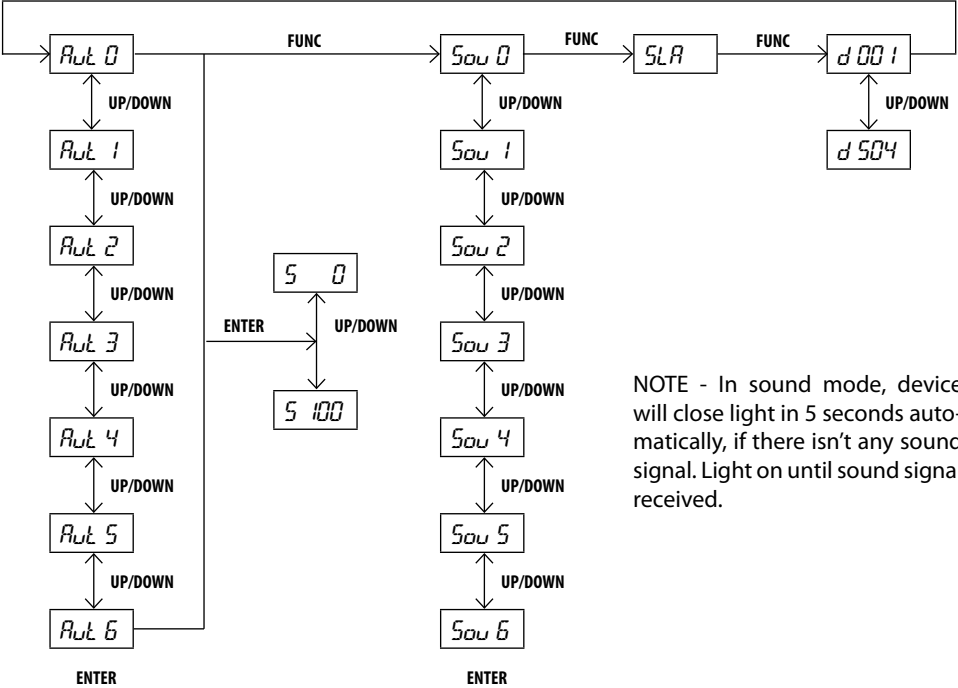 Aut 0
FUNC
Sou 0
FUNC
SLA
FUNC
d 001
UP/DOWN
UP/DOWN
UP/DOWN
Aut 1
Sou 1
d 504
UP/DOWN
UP/DOWN
Aut 2
Sou 2
UP/DOWN
S 0
UP/DOWN
ENTER
UP/DOWN
Aut 3
Sou 3
UP/DOWN
S 100
UP/DOWN
Aut 4
Sou 4
UP/DOWN
UP/DOWN
Aut 5
Sou 5
UP/DOWN
UP/DOWN
Aut 6
Sou 6
ENTER
ENTER
NOTE - In sound mode, device
will close light in 5 seconds auto-
matically, if there isn't any sound
signal. Light on until sound signa
received.